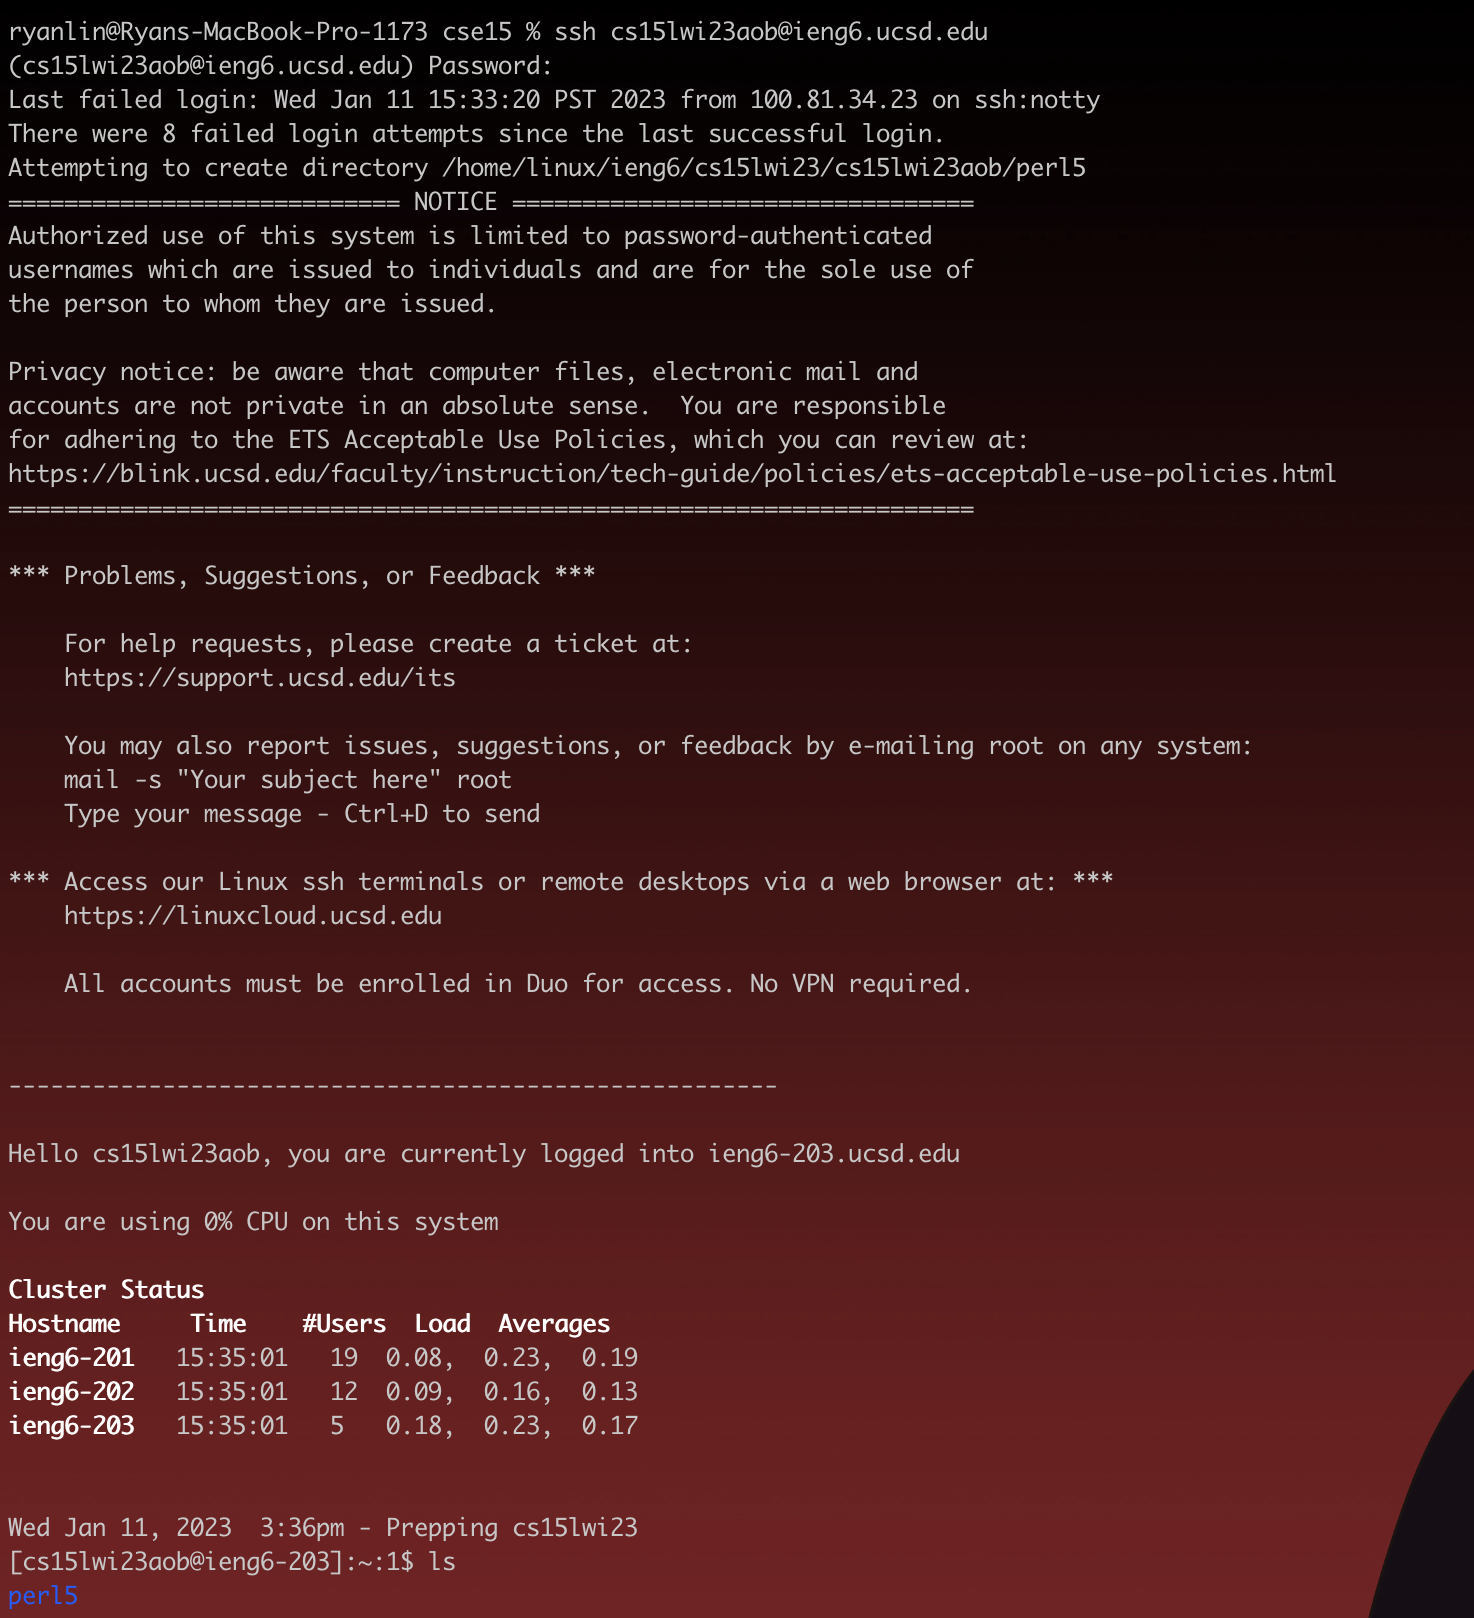 ryanlin@Ryans-MacBook-Pro-1173 cse15 % ssh cs15lwi23aob@ieng6.ucsd.edu
(cs15lwi23aob@ieng6.ucsd.edu) Password:
Last failed login: Wed Jan 11 15:33:20 PST 2023 from 100.81.34.23 on ssh:notty
There were 8 failed login attempts since the last successful login.
Attempting to create directory /home/linux/ieng6/cs15lwi23/cs15lwi23aob/perl5
============================ NOTICE =================================
Authorized use of this system is limited to password-authenticated
usernames which are issued to individuals and are for the sole use of
the person to whom they are issued.

Privacy notice: be aware that computer files, electronic mail and
accounts are not private in an absolute sense.  You are responsible
for adhering to the ETS Acceptable Use Policies, which you can review at:
https://blink.ucsd.edu/faculty/instruction/tech-guide/policies/ets-acceptable-use-policies.html
=====================================================================

*** Problems, Suggestions, or Feedback ***

    For help requests, please create a ticket at:
    https://support.ucsd.edu/its

    You may also report issues, suggestions, or feedback by e-mailing root on any system:
    mail -s "Your subject here" root
    Type your message - Ctrl+D to send

*** Access our Linux ssh terminals or remote desktops via a web browser at: ***
    https://linuxcloud.ucsd.edu

    All accounts must be enrolled in Duo for access. No VPN required.

-------------------------------------------------------

Hello cs15lwi23aob, you are currently logged into ieng6-203.ucsd.edu

You are using 0% CPU on this system

Cluster Status
Hostname     Time    #Users  Load  Averages
ieng6-201   15:35:01   19  0.08,  0.23,  0.19
ieng6-202   15:35:01   12  0.09,  0.16,  0.13
ieng6-203   15:35:01   5   0.18,  0.23,  0.17

Wed Jan 11, 2023  3:36pm - Prepping cs15lwi23
[cs15lwi23aob@ieng6-203]:~:1$ ls
perl5